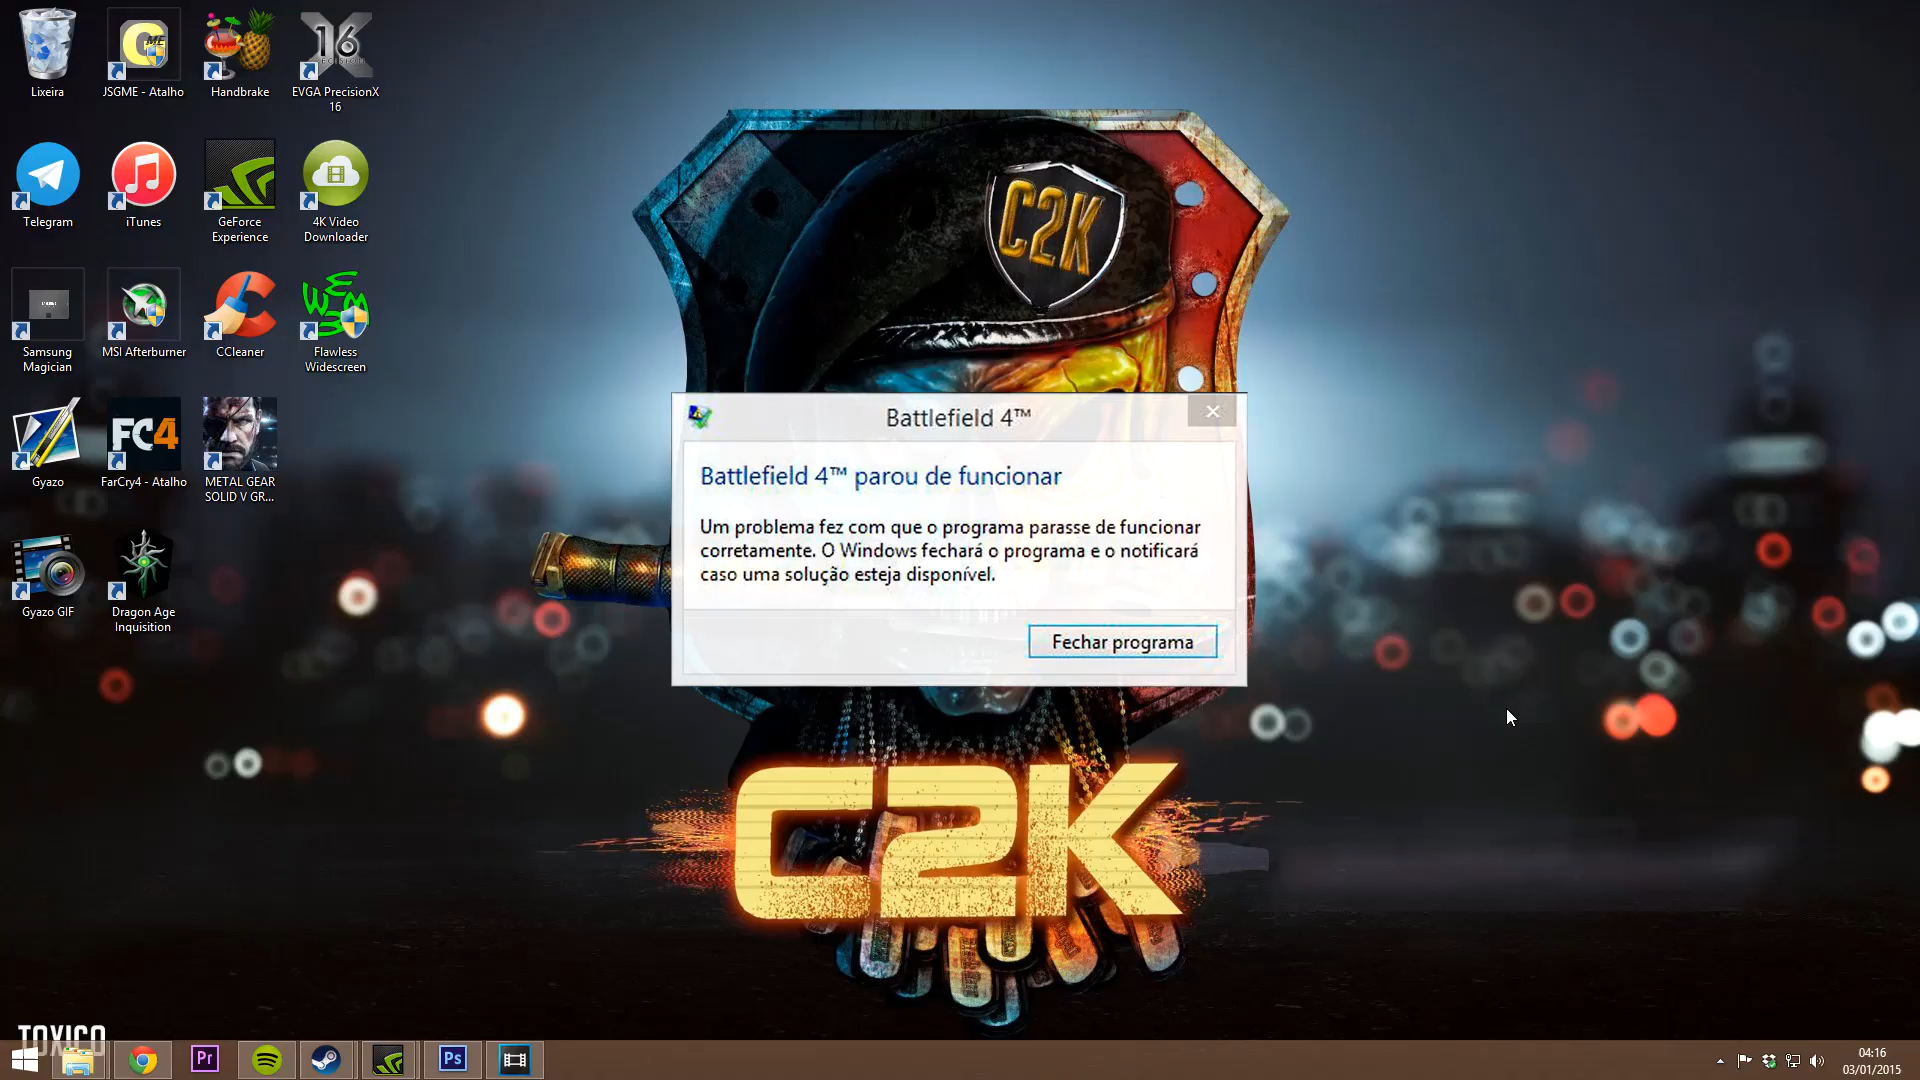 Lixeira
JSGME - Atalho
Handbrake
EVGA PrecisionX
16
Telegram
iTunes
GeForce
Experience
4K Video
Downloader
Samsung
Magician
MSI Afterburner
CCleaner
Flawless
Widescreen
Gyazo
FC4
FarCry4 - Atalho
METAL GEAR
SOLID V GR...
Gyazo GIF
Dragon Age
Inquisition
C2K
Battlefield 4™
Battlefield 4™ parou de funcionar
Um problema fez com que o programa parasse de funcionar
corretamente. O Windows fechará o programa e o notificará
caso uma solução esteja disponível.
Fechar programa
C2K
TOXICO
Pr
Ps
04:16
03/01/2015